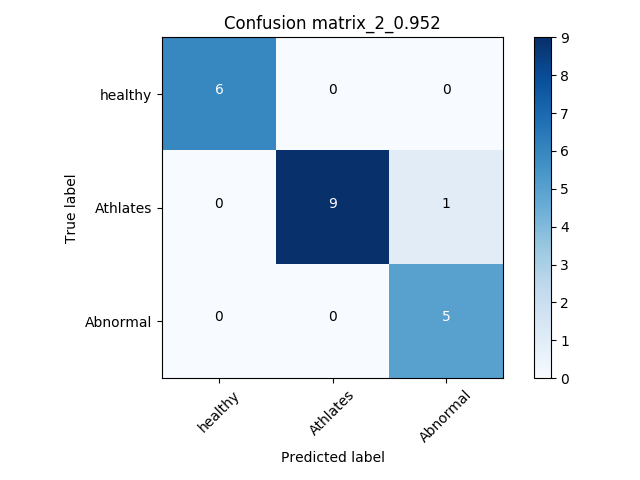 Confusion matrix_2_0.952
True label
healthy
6
0
0
Athlates
0
9
1
Abnormal
0
0
5
healthy
Athlates
Abnormal
Predicted label
9
8
7
6
5
4
3
2
1
0